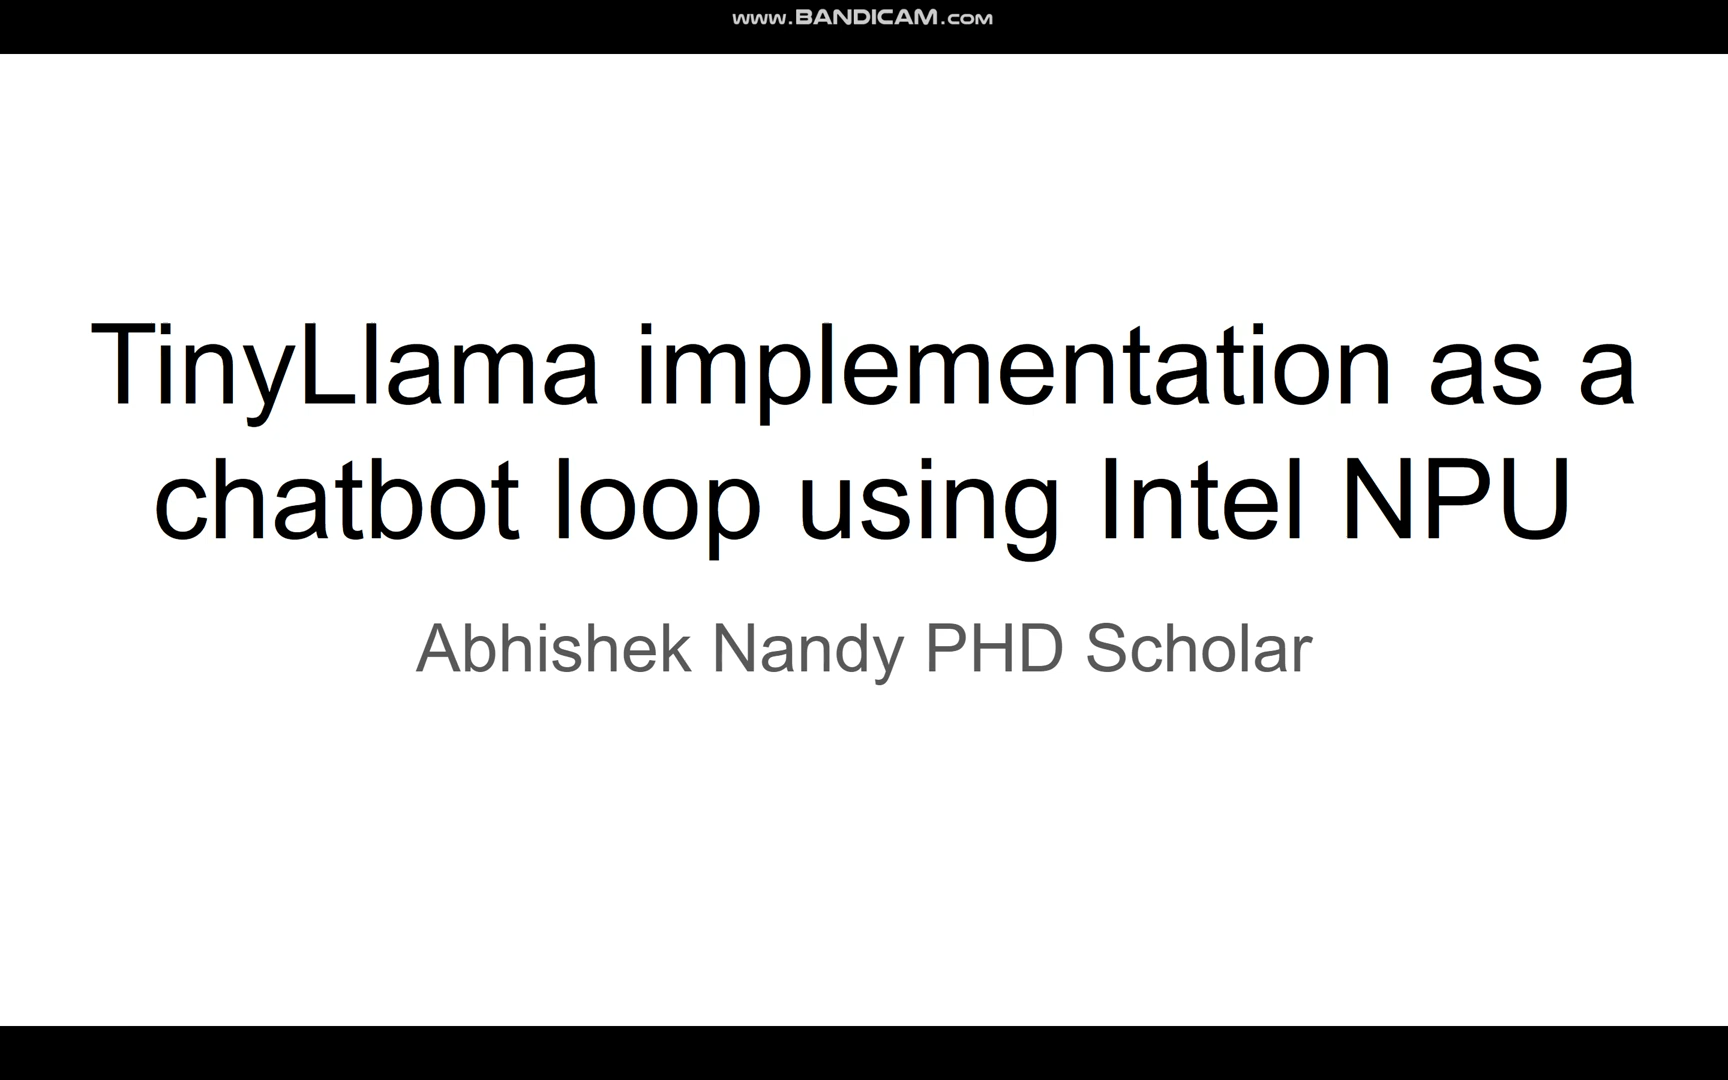 www.BANDICAM.com
TinyLlama implementation as a
chatbot loop using Intel NPU
Abhishek Nandy PHD Scholar